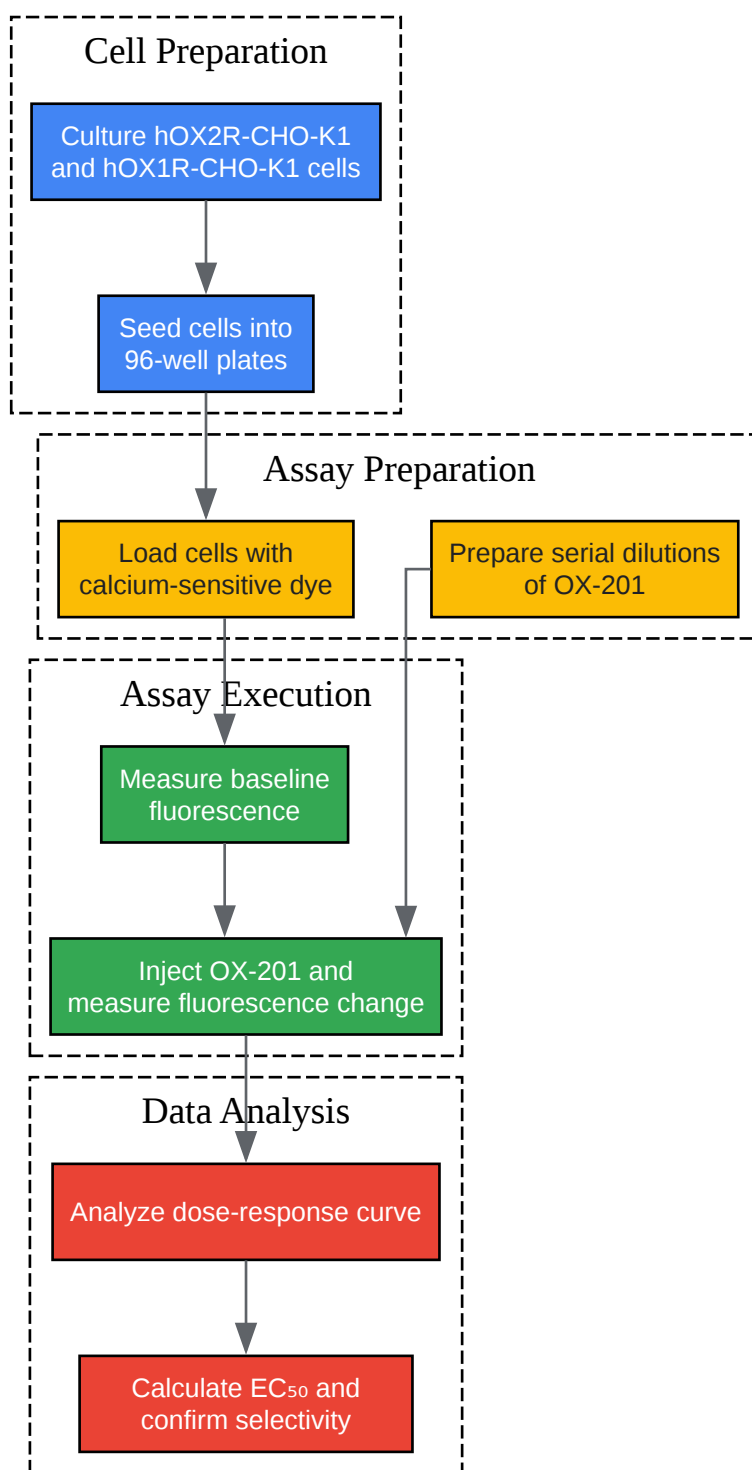 Cell Preparation
Culture hOX2R-CHO-K1
and hOX1R-CHO-K1 cells
Seed cells into
96-well plates
Assay Preparation
Load cells with
calcium-sensitive dye
Prepare serial dilutions
of OX-201
Assay Execution
Measure baseline
fluorescence
Inject OX-201 and
measure fluorescence change
Data Analysis
Analyze dose-response curve
Calculate EC₅₀ and
confirm selectivity